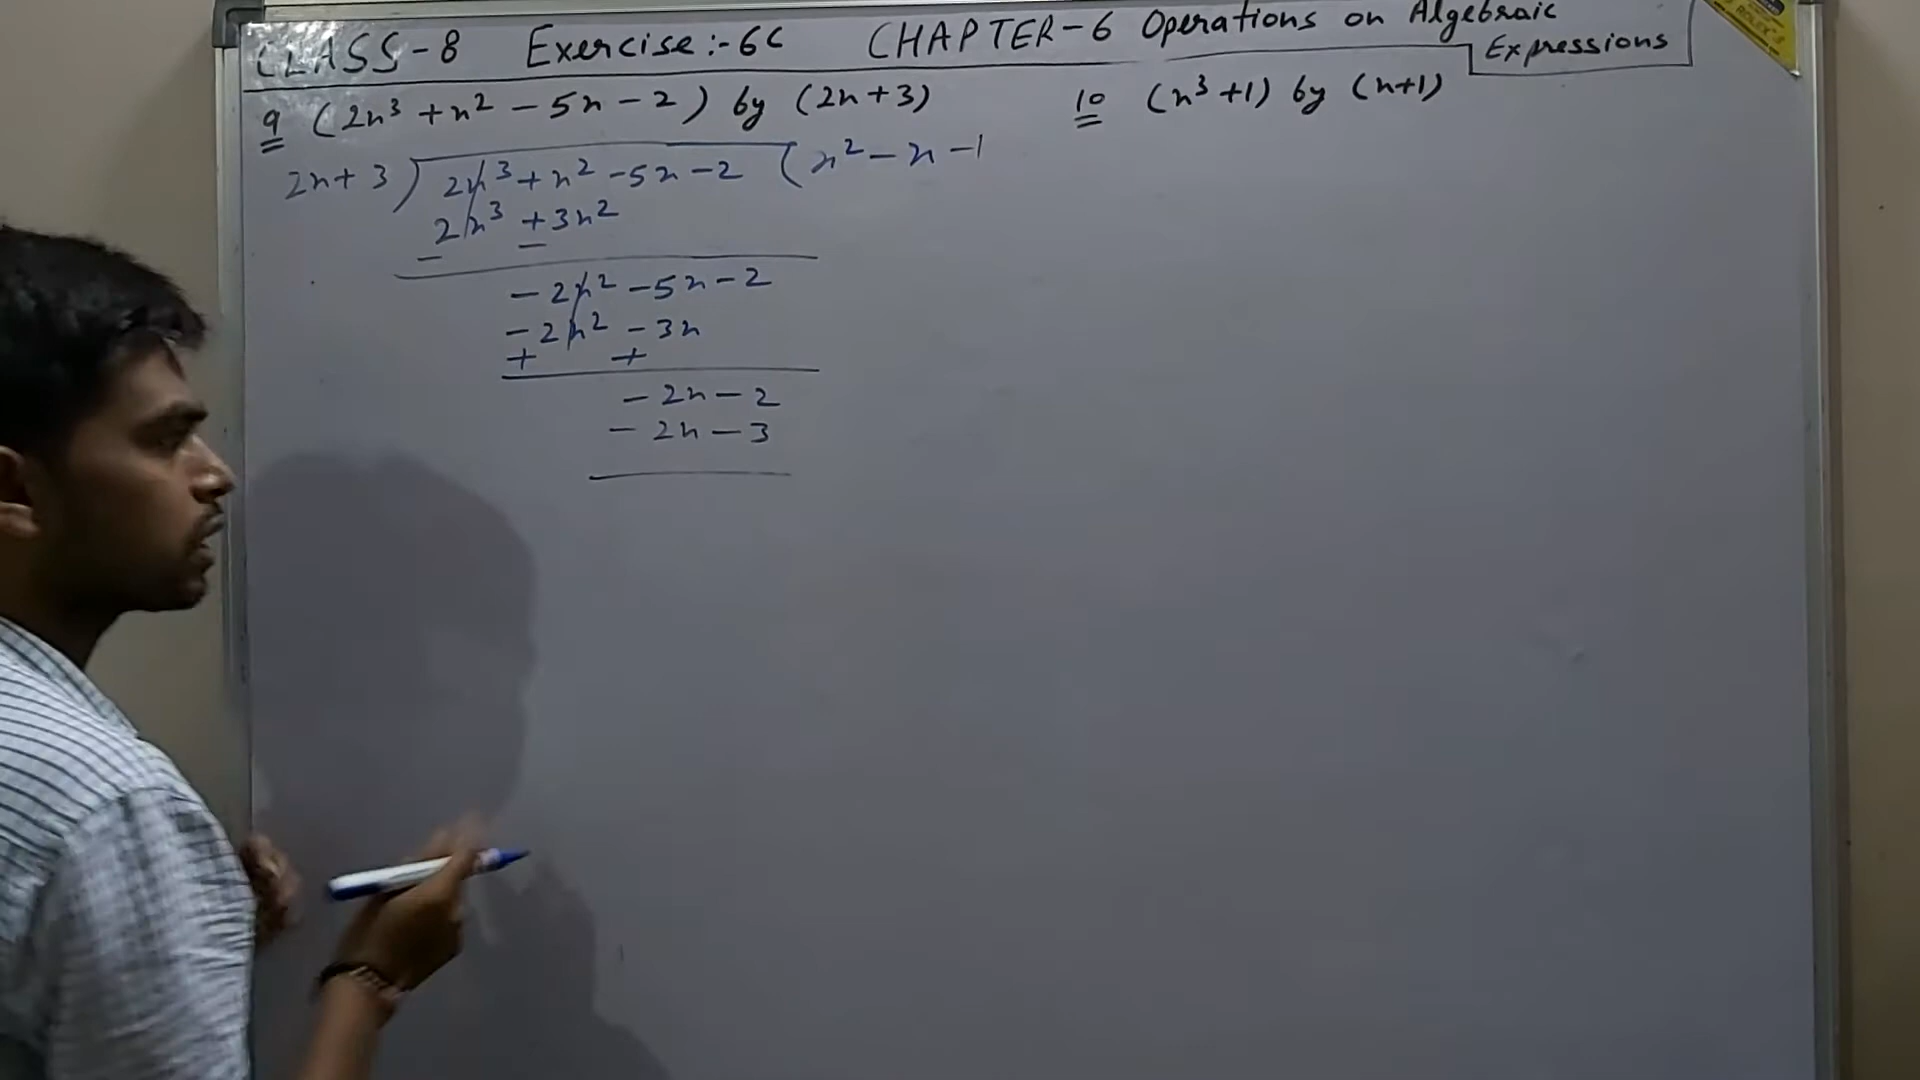 CLASS-8 Exercise:-6C CHAPTER-6 Operations on Algebraic
Expressions
9 (2x³ + x² - 5x - 2) by (2x + 3)
10 (x³ + 1) by (x+1)
2x + 3 ) 2x³ + x² - 5x - 2 ( x² - x - 1
2x³ + 3x²
- -
- 2x² - 5x - 2
- 2x² - 3x
+ +
- 2x - 2
- 2x - 3